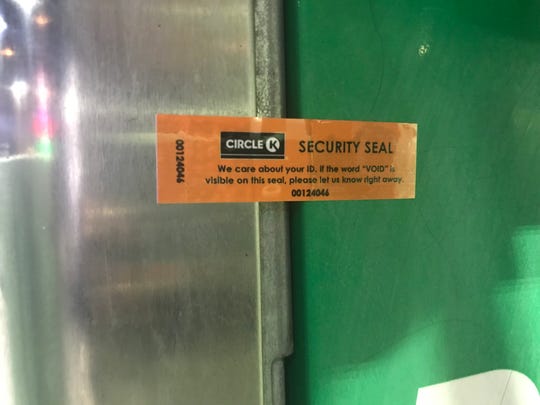 CIRCLE K SECURITY SEAL
We care about your ID. If the word "VOID" is
visible on this seal, please let us know right away.
00124046
00124046